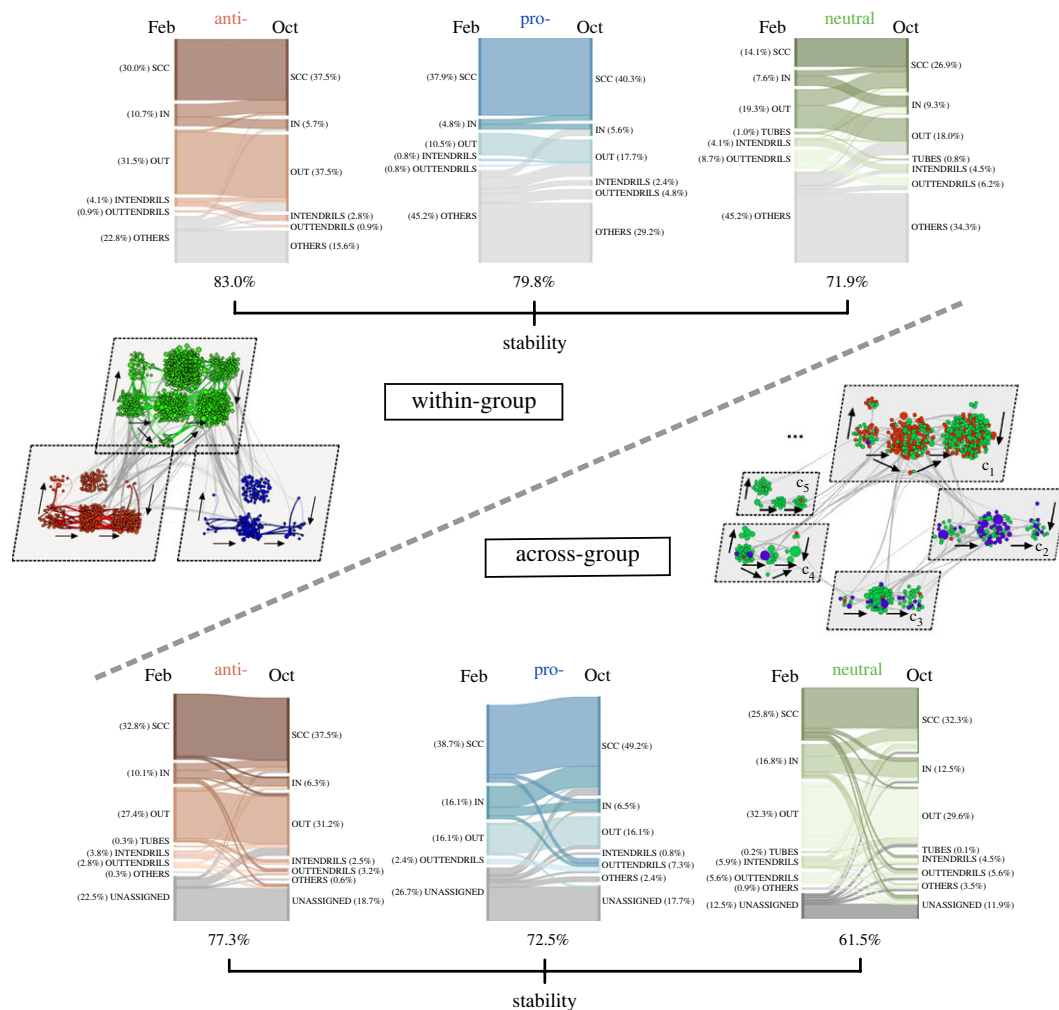 anti-
Feb
Oct
(30.0%) SCC
(10.7%) IN
(31.5%) OUT
(4.1%) INTENDRILS
(0.9%) OUTTENDRILS
(22.8%) OTHERS
SCC (37.5%)
IN (5.7%)
OUT (37.5%)
INTENDRILS (2.8%)
OUTTENDRILS (0.9%)
OTHERS (15.6%)
83.0%
pro-
Feb
Oct
(37.9%) SCC
(4.8%) IN
(10.5%) OUT
(0.8%) INTENDRILS
(0.8%) OUTTENDRILS
(45.2%) OTHERS
SCC (40.3%)
IN (5.6%)
OUT (17.7%)
INTENDRILS (2.4%)
OUTTENDRILS (4.8%)
OTHERS (29.2%)
79.8%
neutral
Feb
Oct
(14.1%) SCC
(7.6%) IN
(19.3%) OUT
(1.0%) TUBES
(4.1%) INTENDRILS
(8.7%) OUTTENDRILS
(45.2%) OTHERS
SCC (26.9%)
IN (9.3%)
OUT (18.0%)
TUBES (0.8%)
INTENDRILS (4.5%)
OUTTENDRILS (6.2%)
OTHERS (34.3%)
71.9%
stability
within-group
across-group
...
c1
c2
c3
c4
c5
anti-
Feb
Oct
(32.8%) SCC
(10.1%) IN
(27.4%) OUT
(0.3%) TUBES
(3.8%) INTENDRILS
(2.8%) OUTTENDRILS
(0.3%) OTHERS
(22.5%) UNASSIGNED
SCC (37.5%)
IN (6.3%)
OUT (31.2%)
INTENDRILS (2.5%)
OUTTENDRILS (3.2%)
OTHERS (0.6%)
UNASSIGNED (18.7%)
77.3%
pro-
Feb
Oct
(38.7%) SCC
(16.1%) IN
(16.1%) OUT
(2.4%) OUTTENDRILS
(26.7%) UNASSIGNED
SCC (49.2%)
IN (6.5%)
OUT (16.1%)
INTENDRILS (0.8%)
OUTTENDRILS (7.3%)
OTHERS (2.4%)
UNASSIGNED (17.7%)
72.5%
neutral
Feb
Oct
(25.8%) SCC
(16.8%) IN
(32.3%) OUT
(0.2%) TUBES
(5.9%) INTENDRILS
(5.6%) OUTTENDRILS
(0.9%) OTHERS
(12.5%) UNASSIGNED
SCC (32.3%)
IN (12.5%)
OUT (29.6%)
TUBES (0.1%)
INTENDRILS (4.5%)
OUTTENDRILS (5.6%)
OTHERS (3.5%)
UNASSIGNED (11.9%)
61.5%
stability